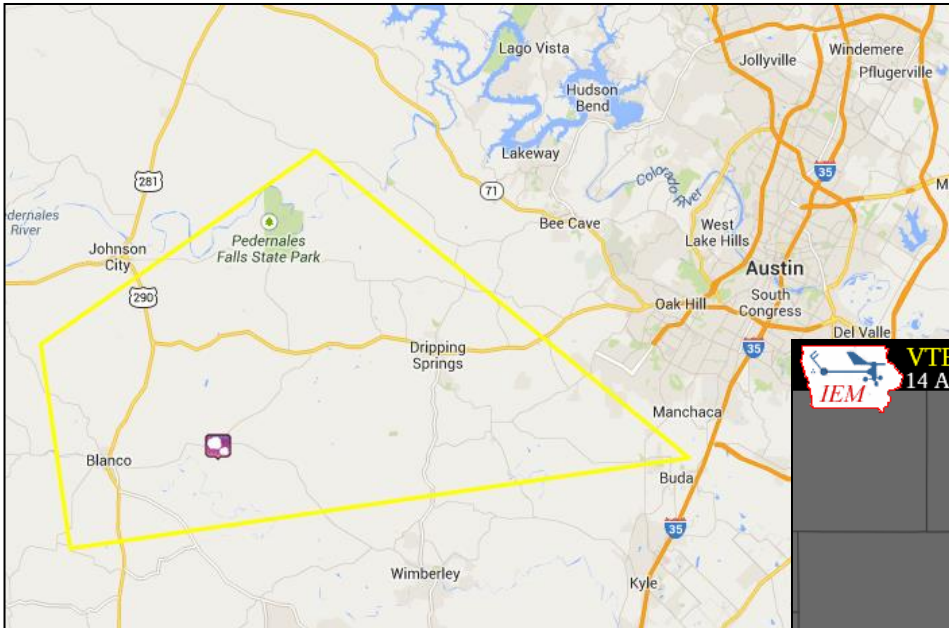 Lago Vista
Windemere
Jollyville
Pflugerville
Hudson
Bend
Lakeway
35
281
71
Colorado
River
edernales
River
Bee Cave
West
Lake Hills
Pedernales
Falls State Park
Johnson
City
Austin
290
Oak Hill
South
Congress
Del Valle
35
Dripping
Springs
VTE
14 A
IEM
Manchaca
Blanco
Buda
35
Wimberley
Kyle